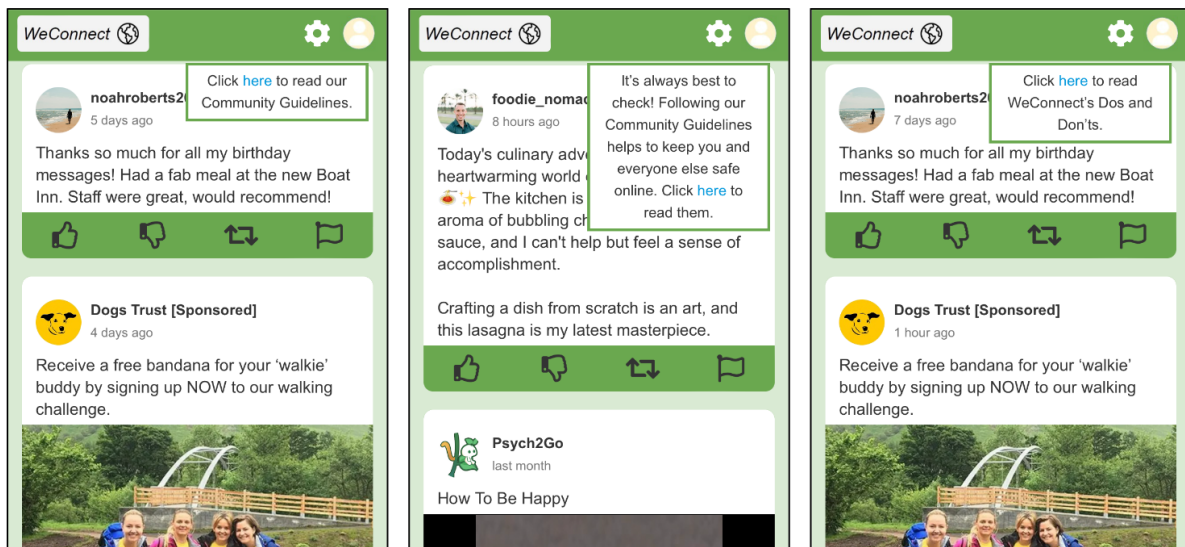 WeConnect
Click here to read our
Community Guidelines.
noahroberts2
5 days ago
Thanks so much for all my birthday
messages! Had a fab meal at the new Boat
Inn. Staff were great, would recommend!
Dogs Trust [Sponsored]
4 days ago
Receive a free bandana for your ‘walkie’
buddy by signing up NOW to our walking
challenge.
WeConnect
It’s always best to
check! Following our
Community Guidelines
helps to keep you and
everyone else safe
online. Click here to
read them.
foodie_nomad
8 hours ago
Today's culinary adv
heartwarming world
🍝✨ The kitchen is
aroma of bubbling ch
sauce, and I can't help but feel a sense of
accomplishment.
Crafting a dish from scratch is an art, and
this lasagna is my latest masterpiece.
Psych2Go
last month
How To Be Happy
WeConnect
Click here to read
WeConnect’s Dos and
Don’ts.
noahroberts2
7 days ago
Thanks so much for all my birthday
messages! Had a fab meal at the new Boat
Inn. Staff were great, would recommend!
Dogs Trust [Sponsored]
1 hour ago
Receive a free bandana for your ‘walkie’
buddy by signing up NOW to our walking
challenge.